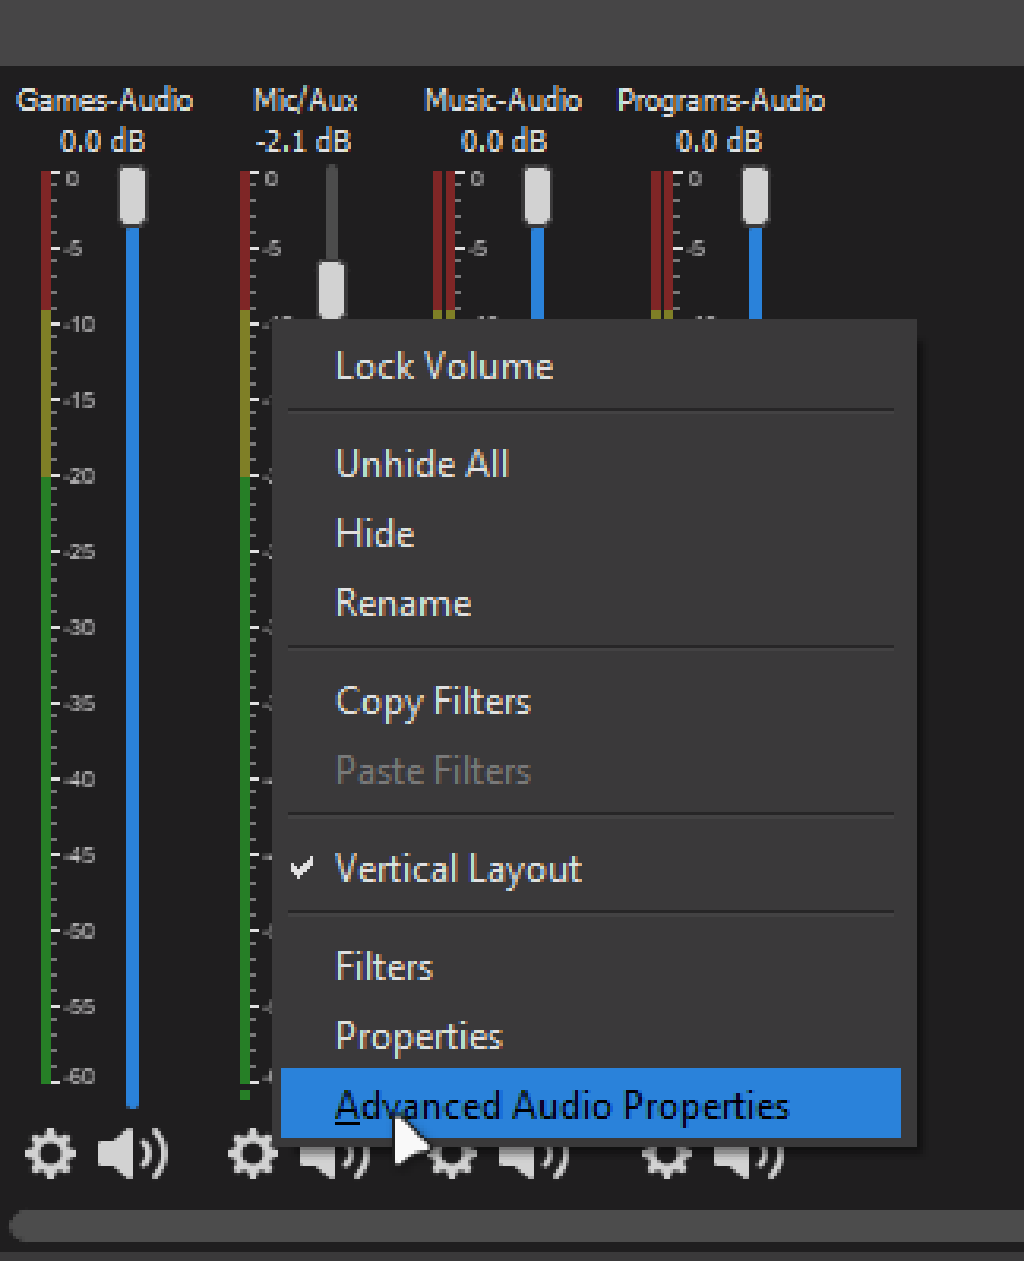 Games-Audio Mic/Aux Music-Audio Programs-Audio
0.0 dB -2.1 dB 0.0 dB 0.0 dB
0 0 0 0
-5 -5 -5 -5
-10
-15
-20
-25
-30
-35
-40
-45
-50
-55
-60
Lock Volume
Unhide All
Hide
Rename
Copy Filters
Paste Filters
Vertical Layout
Filters
Properties
Advanced Audio Properties